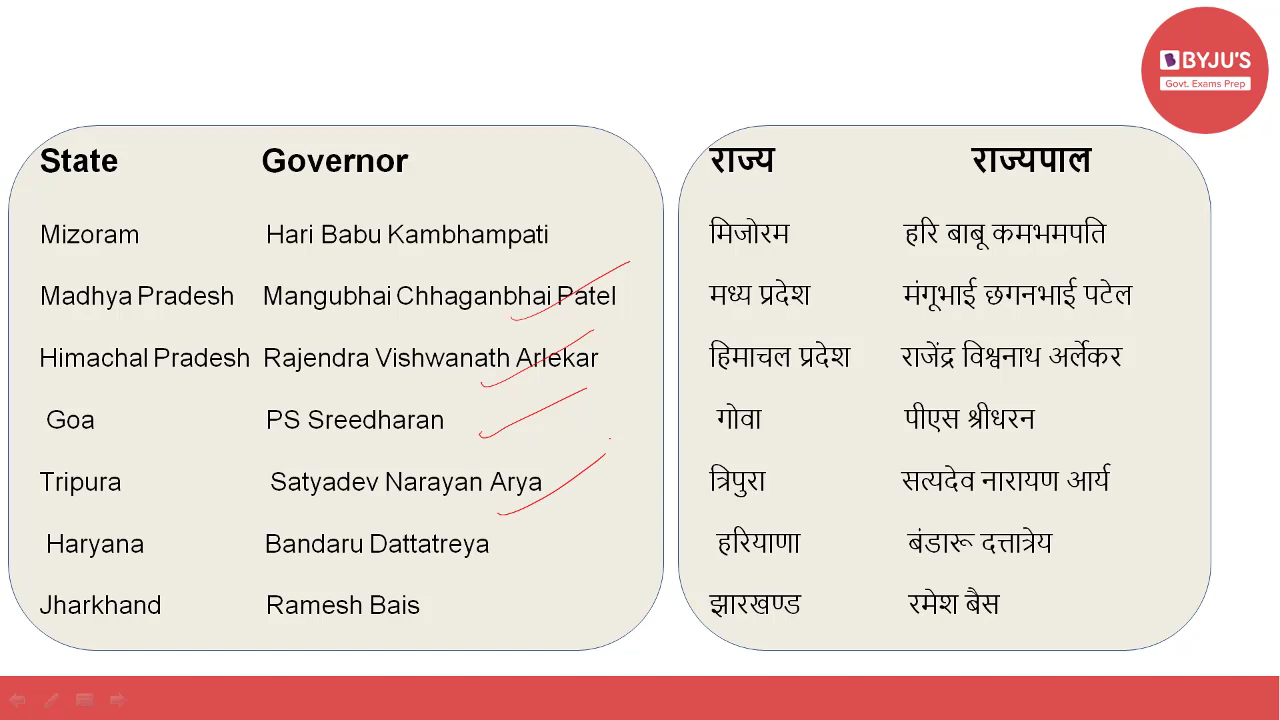 BYJU'S
Govt. Exams Prep
State Governor
Mizoram Hari Babu Kambhampati
Madhya Pradesh Mangubhai Chhaganbhai Patel
Himachal Pradesh Rajendra Vishwanath Arlekar
Goa PS Sreedharan
Tripura Satyadev Narayan Arya
Haryana Bandaru Dattatreya
Jharkhand Ramesh Bais
राज्य राज्यपाल
मिजोरम हरि बाबू कमभमपति
मध्य प्रदेश मंगूभाई छगनभाई पटेल
हिमाचल प्रदेश राजेंद्र विश्वनाथ अर्लेकर
गोवा पीएस श्रीधरन
त्रिपुरा सत्यदेव नारायण आर्य
हरियाणा बंडारू दत्तात्रेय
झारखण्ड रमेश बैस